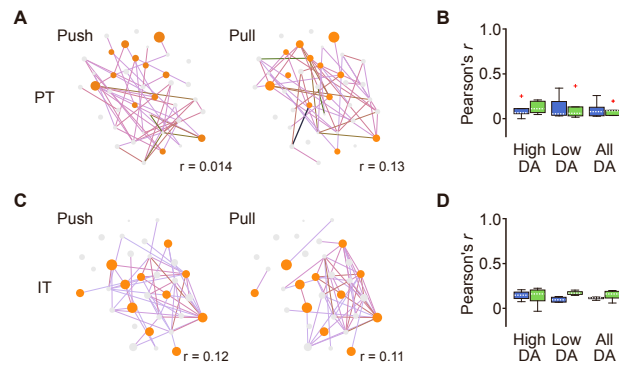 A
Push
Pull
PT
r = 0.014
r = 0.13
B
Pearson's r
1.0
0.5
0
High DA
Low DA
All DA
C
Push
Pull
IT
r = 0.12
r = 0.11
D
Pearson's r
1.0
0.5
0
High DA
Low DA
All DA